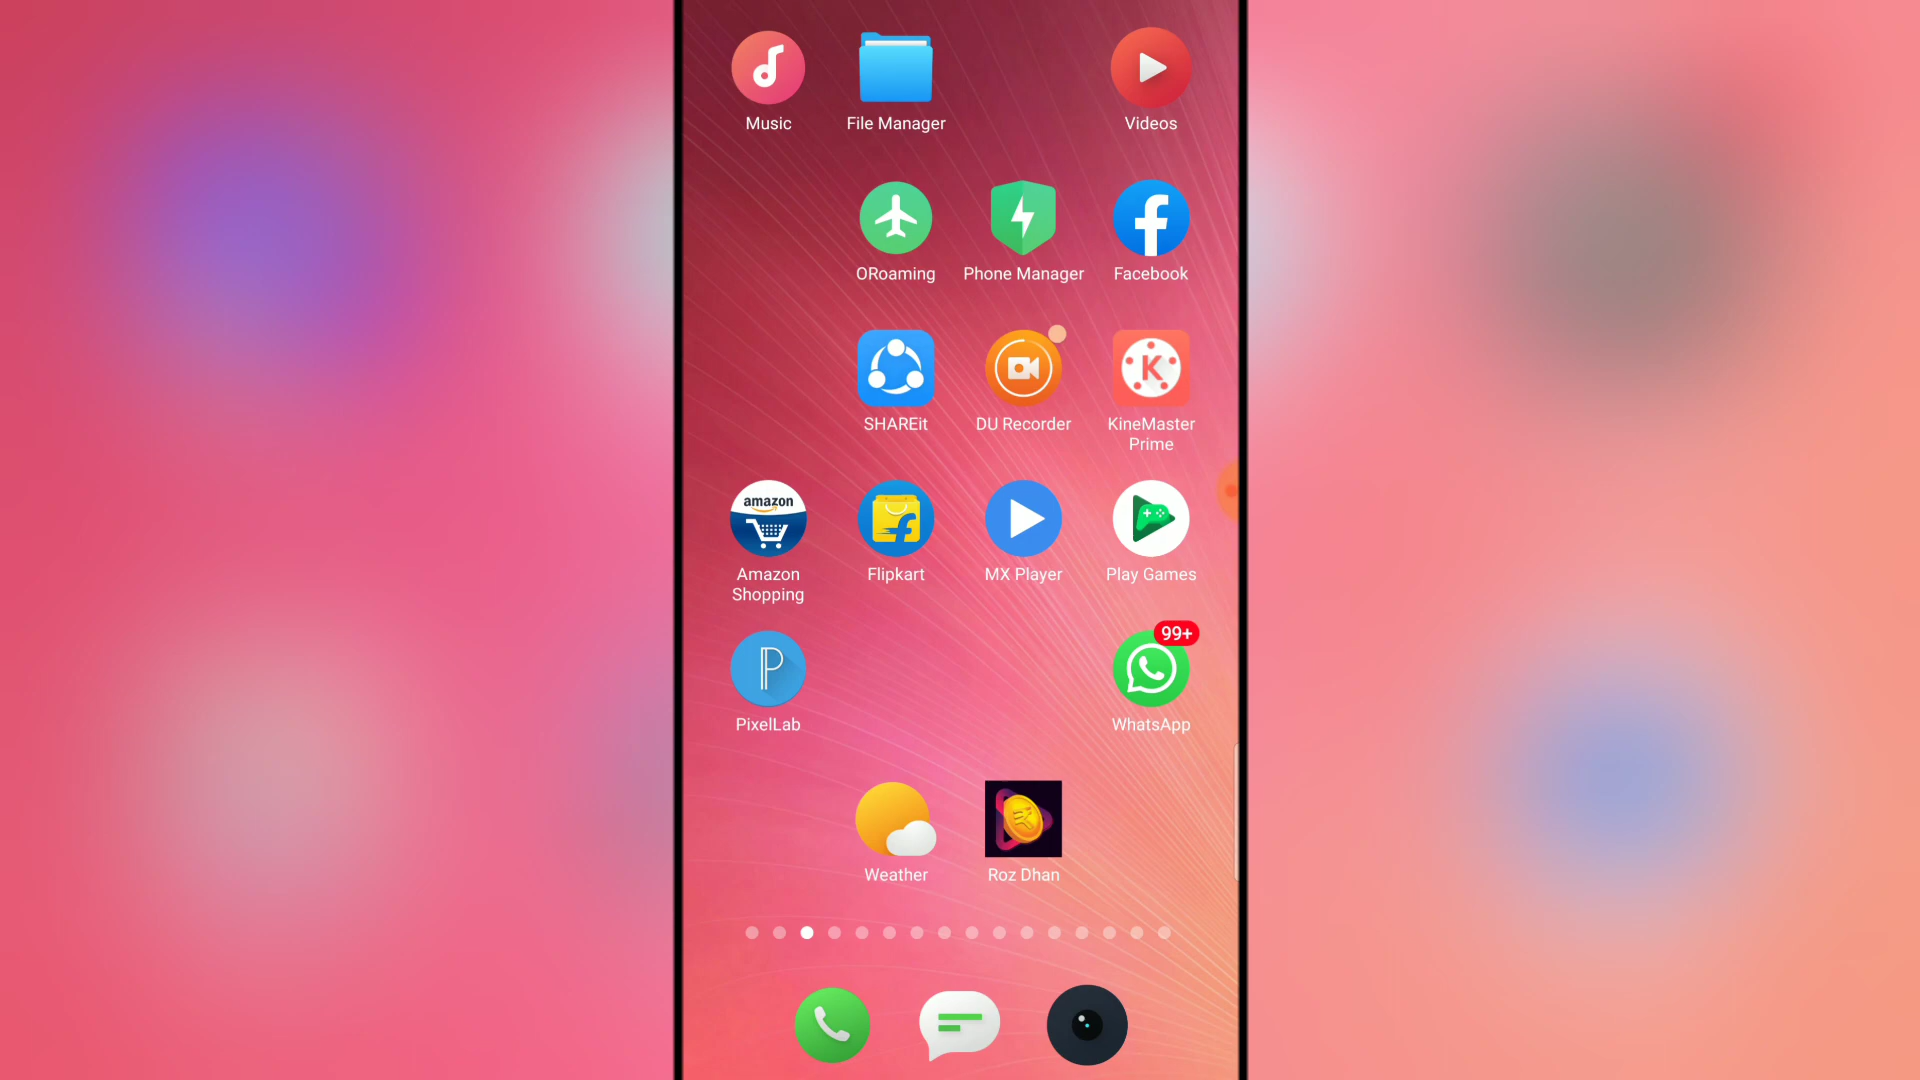 Music
File Manager
Videos
ORoaming
Phone Manager
Facebook
SHAREit
DU Recorder
KineMaster
Prime
amazon
Amazon
Shopping
Flipkart
MX Player
Play Games
PixelLab
99+
WhatsApp
Weather
Roz Dhan